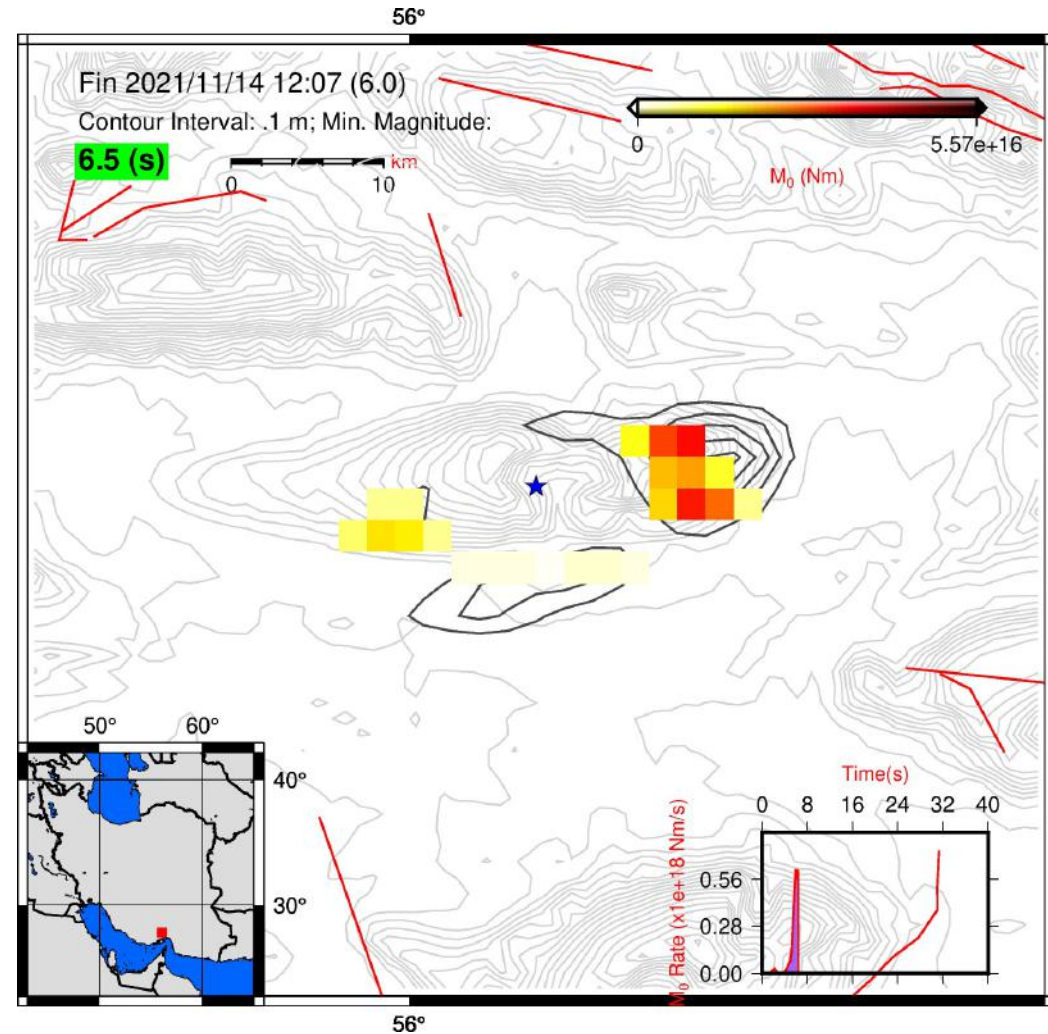 56°
Fin 2021/11/14 12:07 (6.0)
Contour Interval: .1 m; Min. Magnitude:
6.5 (s)
km
0 10
0 5.57e+16
M₀ (Nm)
50° 60°
40°
30°
Time(s)
0 8 16 24 32 40
M₀ Rate (x1e+18 Nm/s)
0.56
0.28
0.00
56°